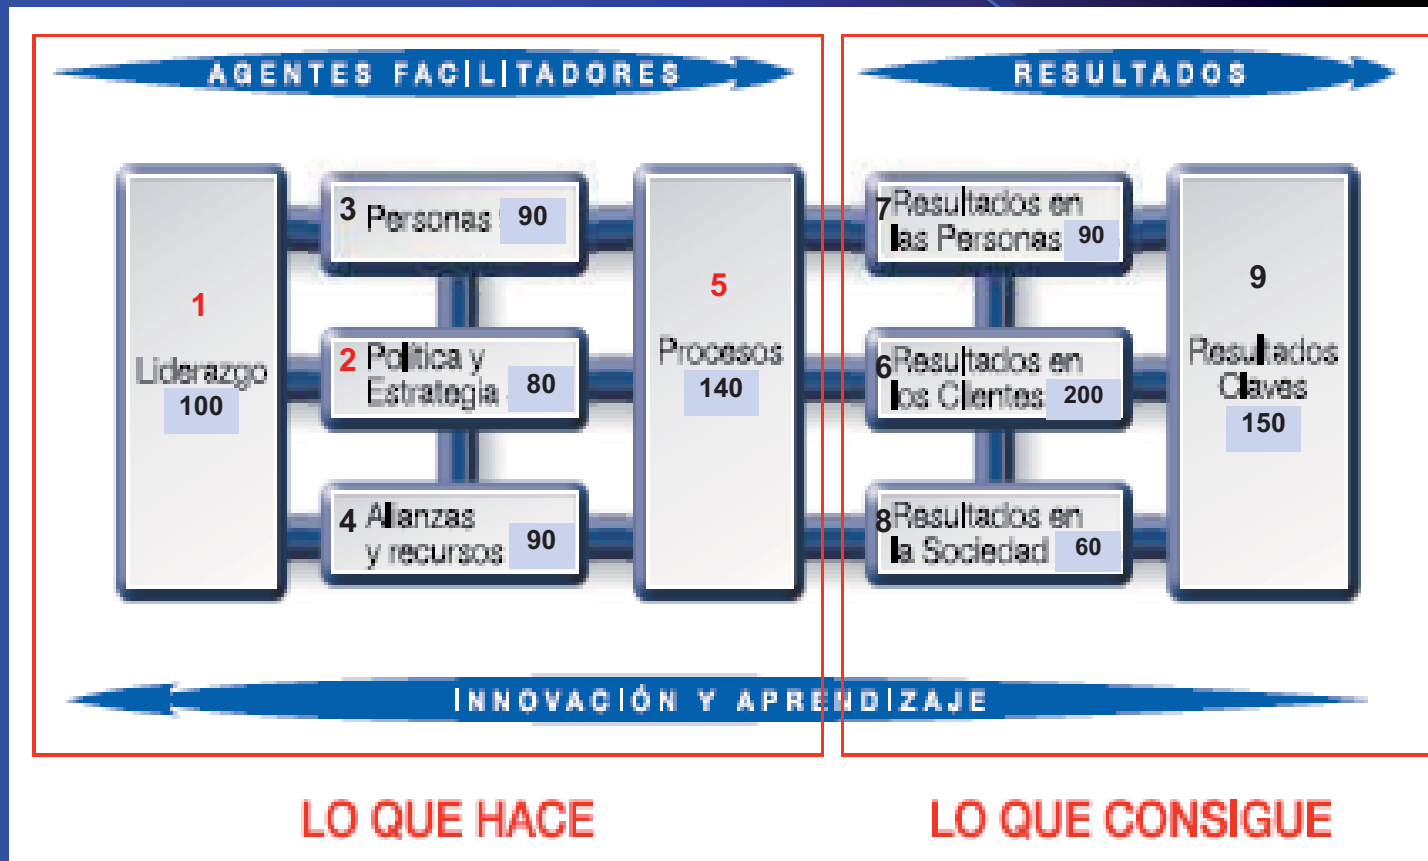 AGENTES FACILITADORES
RESULTADOS
1
Liderazgo
100
3 Personas 90
2 Política y
Estrategia 80
4 Alianzas
y recursos 90
5
Procesos
140
7 Resultados en
las Personas 90
6 Resultados en
los Clientes 200
8 Resultados en
la Sociedad 60
9
Resultados
Claves
150
INNOVACIÓN Y APRENDIZAJE
LO QUE HACE
LO QUE CONSIGUE